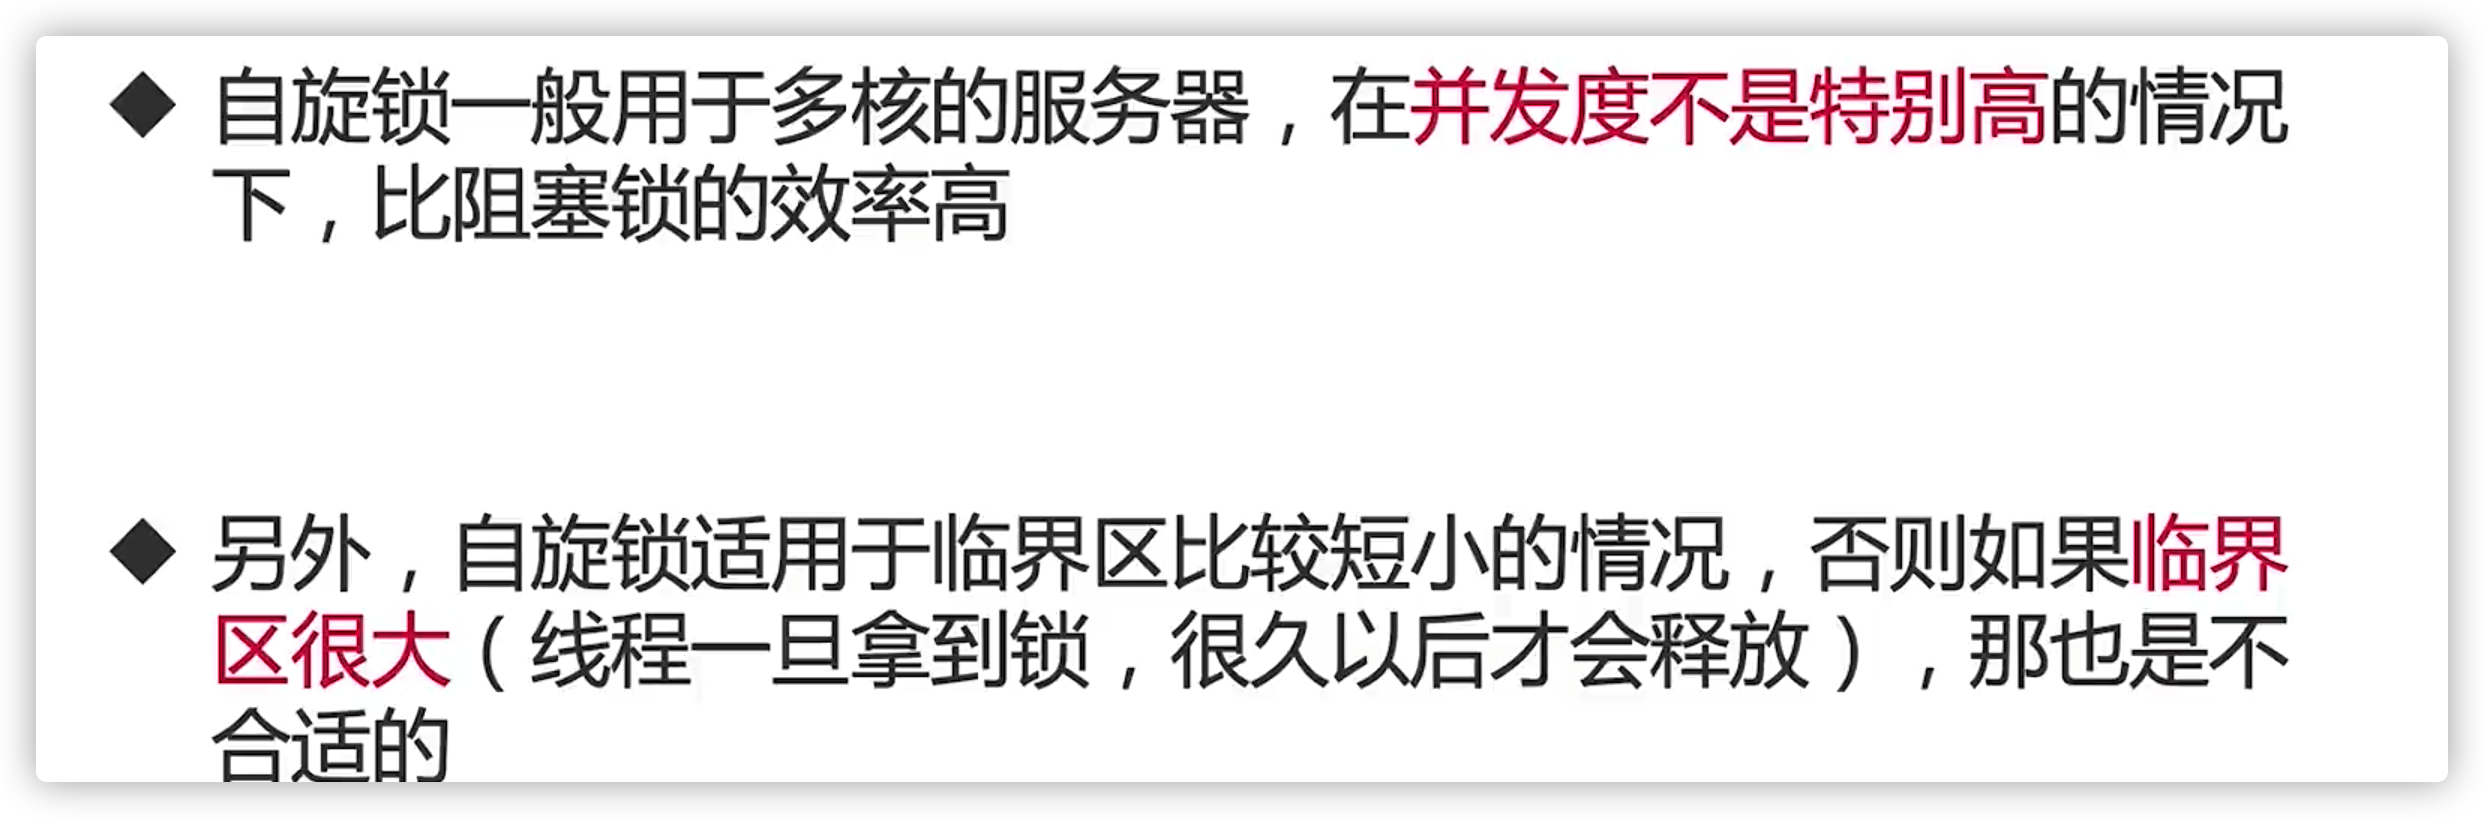 ◆ 自旋锁一般用于多核的服务器，在并发度不是特别高的情况
下，比阻塞锁的效率高
◆ 另外，自旋锁适用于临界区比较短小的情况，否则如果临界
区很大（线程一旦拿到锁，很久以后才会释放），那也是不
合适的